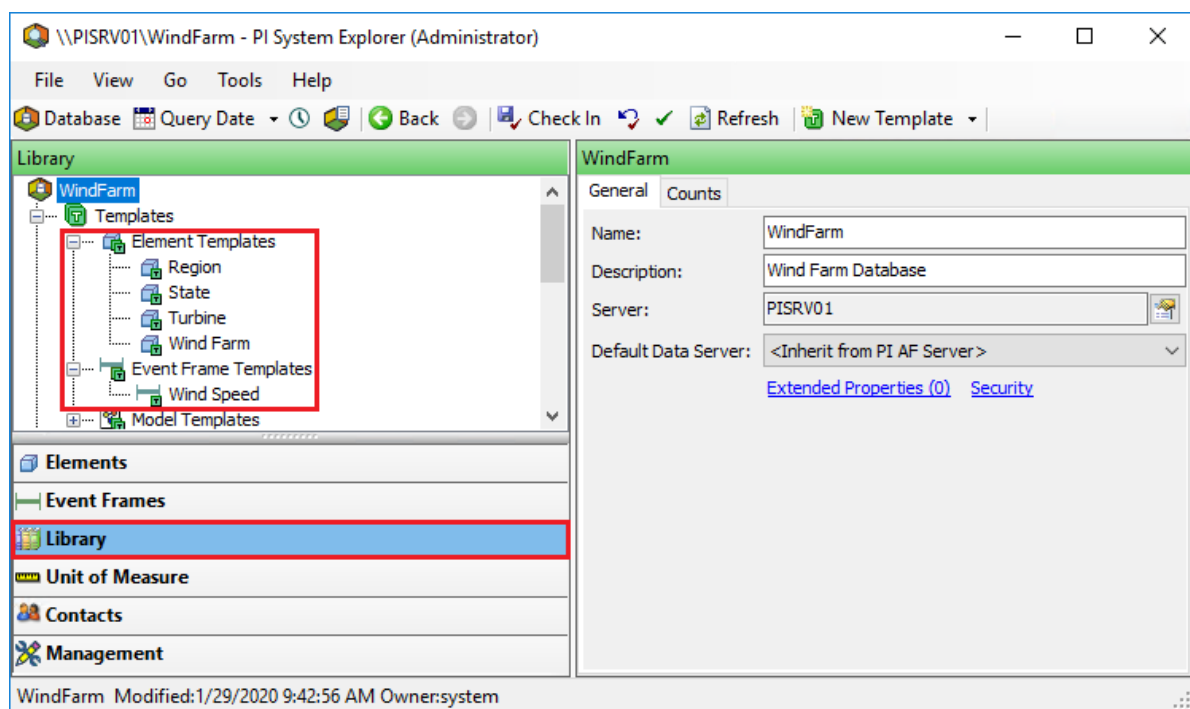 \\PISRV01\WindFarm - PI System Explorer (Administrator)
File View Go Tools Help
Database Query Date Back Check In Refresh New Template
Library
WindFarm
Templates
Element Templates
Region
State
Turbine
Wind Farm
Event Frame Templates
Wind Speed
Model Templates
Elements
Event Frames
Library
Unit of Measure
Contacts
Management
WindFarm
General Counts
Name: WindFarm
Description: Wind Farm Database
Server: PISRV01
Default Data Server: <Inherit from PI AF Server>
Extended Properties (0) Security
WindFarm Modified:1/29/2020 9:42:56 AM Owner:system